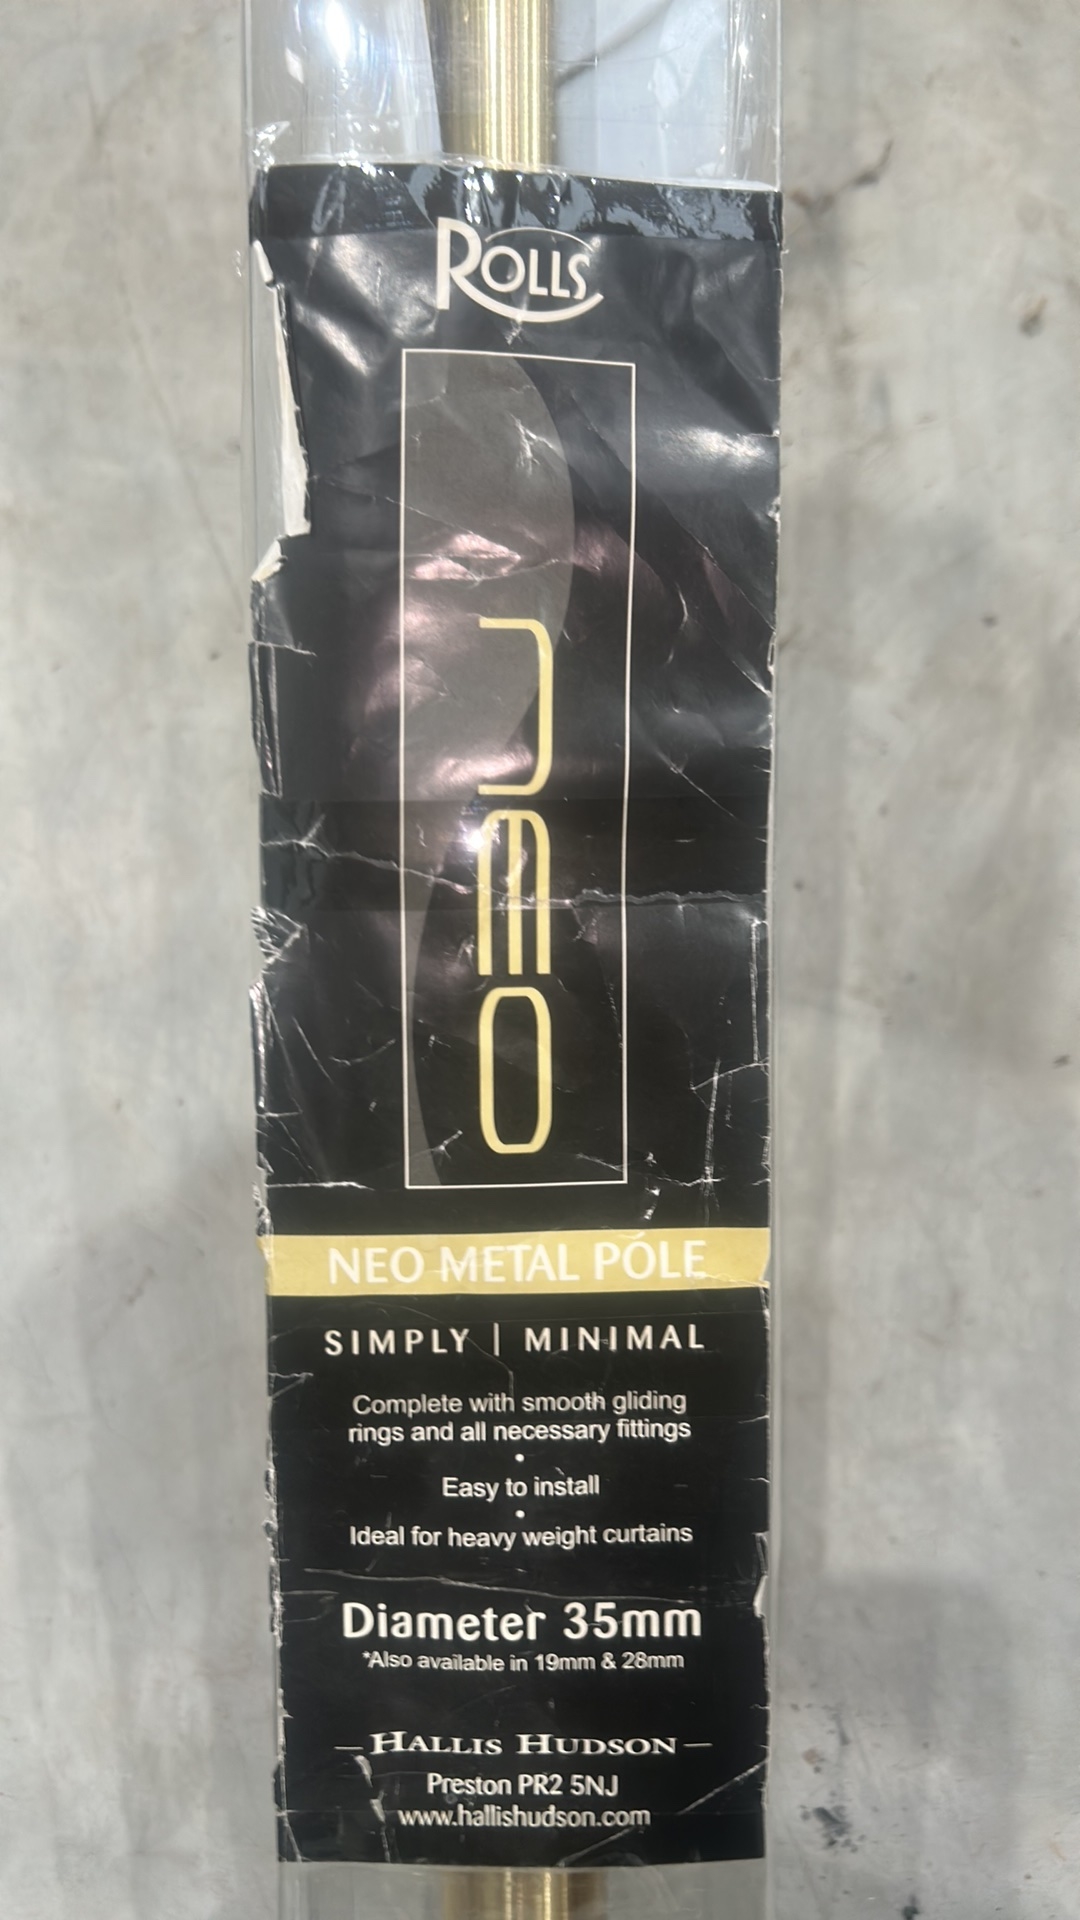 ROLLS
neo
NEO METAL POLE
SIMPLY | MINIMAL
Complete with smooth gliding
rings and all necessary fittings
•
Easy to install
•
Ideal for heavy weight curtains
Diameter 35mm
*Also available in 19mm & 28mm
— HALLIS HUDSON —
Preston PR2 5NJ
www.hallishudson.com